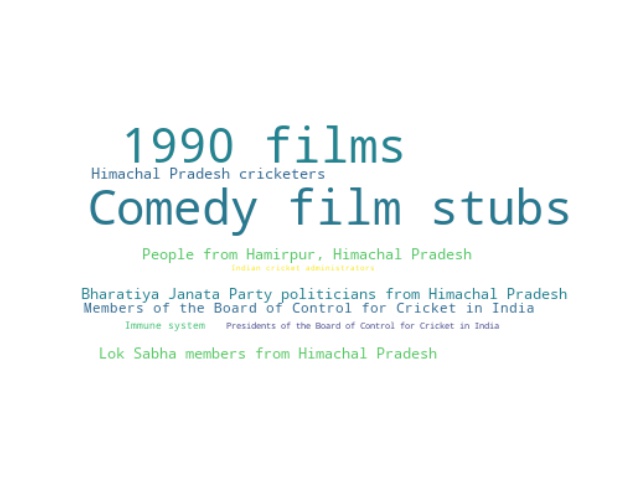 1990 films
Himachal Pradesh cricketers
Comedy film stubs
People from Hamirpur, Himachal Pradesh
Indian cricket administrators
Bharatiya Janata Party politicians from Himachal Pradesh
Members of the Board of Control for Cricket in India
Immune system
Presidents of the Board of Control for Cricket in India
Lok Sabha members from Himachal Pradesh